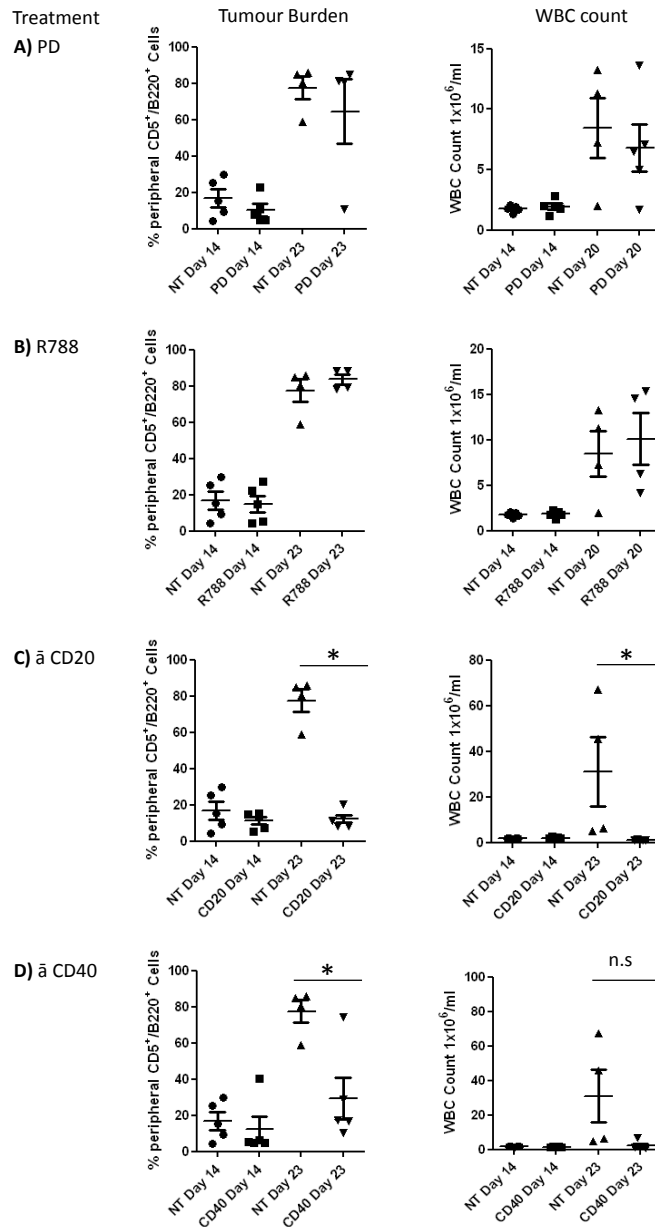 Treatment Tumour Burden WBC count
A) PD
% peripheral CD5⁺/B220⁺ Cells
100
80
60
40
20
0
NT Day 14
PD Day 14
NT Day 23
PD Day 23
WBC Count 1x10⁶/ml
15
10
5
0
NT Day 14
PD Day 14
NT Day 20
PD Day 20
B) R788
% peripheral CD5⁺/B220⁺ Cells
100
80
60
40
20
0
NT Day 14
R788 Day 14
NT Day 23
R788 Day 23
WBC Count 1x10⁶/ml
20
15
10
5
0
NT Day 14
R788 Day 14
NT Day 20
R788 Day 20
C) ā CD20
% peripheral CD5⁺/B220⁺ Cells
100
80
60
40
20
0
*
NT Day 14
CD20 Day 14
NT Day 23
CD20 Day 23
WBC Count 1x10⁶/ml
80
60
40
20
0
*
NT Day 14
CD20 Day 14
NT Day 23
CD20 Day 23
D) ā CD40
% peripheral CD5⁺/B220⁺ Cells
100
80
60
40
20
0
*
NT Day 14
CD40 Day 14
NT Day 23
CD40 Day 23
WBC Count 1x10⁶/ml
100
80
60
40
20
0
n.s
NT Day 14
CD40 Day 14
NT Day 23
CD40 Day 23